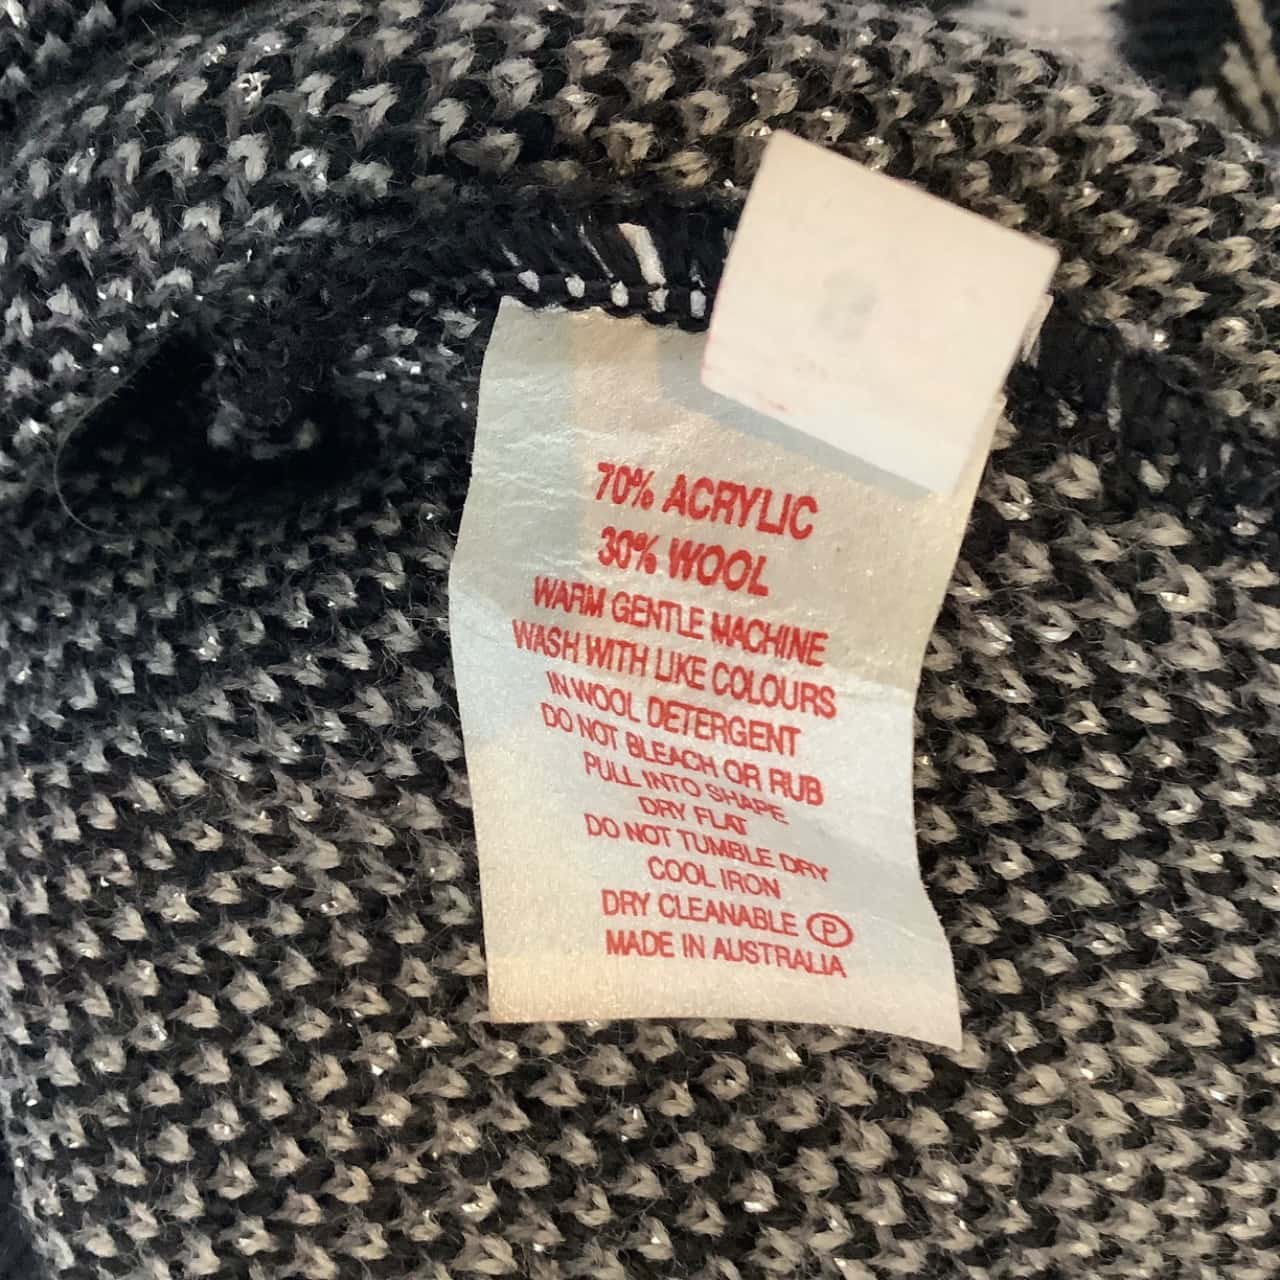 70% ACRYLIC
30% WOOL
WARM GENTLE MACHINE
WASH WITH LIKE COLOURS
IN WOOL DETERGENT
DO NOT BLEACH OR RUB
PULL INTO SHAPE
DRY FLAT
DO NOT TUMBLE DRY
COOL IRON
DRY CLEANABLE Ⓟ
MADE IN AUSTRALIA